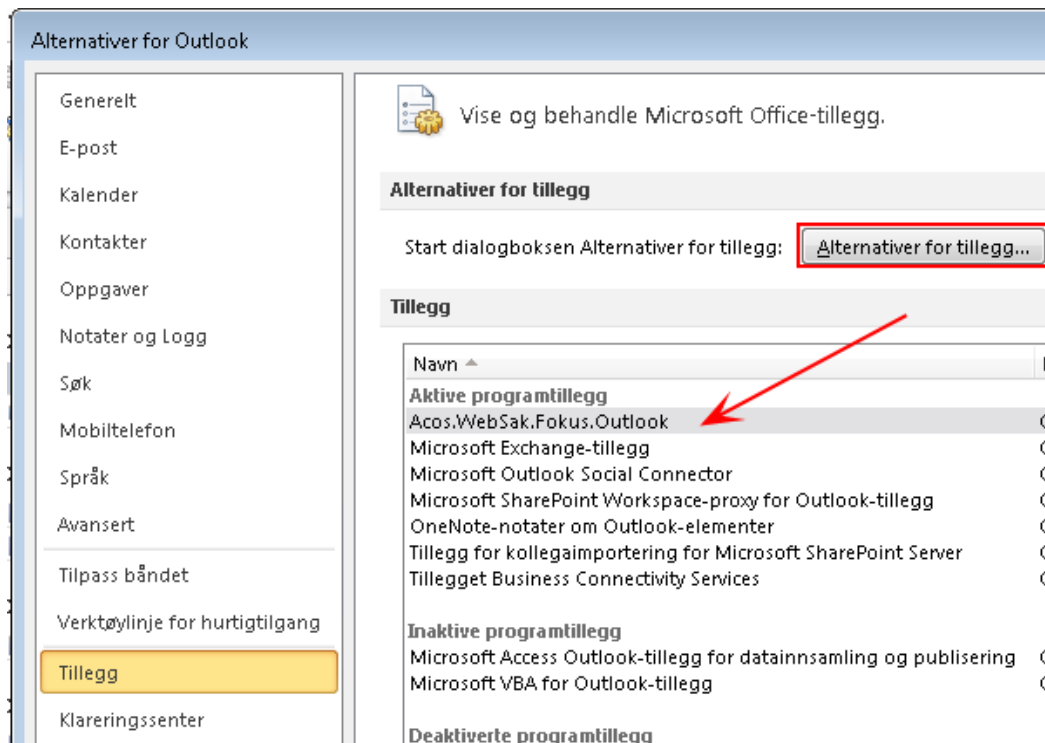 Alternativer for Outlook
Generelt
E-post
Kalender
Kontakter
Oppgaver
Notater og Logg
Søk
Mobiltelefon
Språk
Avansert
Tilpass båndet
Verktøylinje for hurtigtilgang
Tillegg
Klareringssenter
Vise og behandle Microsoft Office-tillegg.
Alternativer for tillegg
Start dialogboksen Alternativer for tillegg: Alternativer for tillegg...
Tillegg
Navn
Aktive programtillegg
Acos.WebSak.Fokus.Outlook
Microsoft Exchange-tillegg
Microsoft Outlook Social Connector
Microsoft SharePoint Workspace-proxy for Outlook-tillegg
OneNote-notater om Outlook-elementer
Tillegg for kollegaimportering for Microsoft SharePoint Server
Tillegget Business Connectivity Services
Inaktive programtillegg
Microsoft Access Outlook-tillegg for datainnsamling og publisering
Microsoft VBA for Outlook-tillegg
Deaktiverte programtillegg